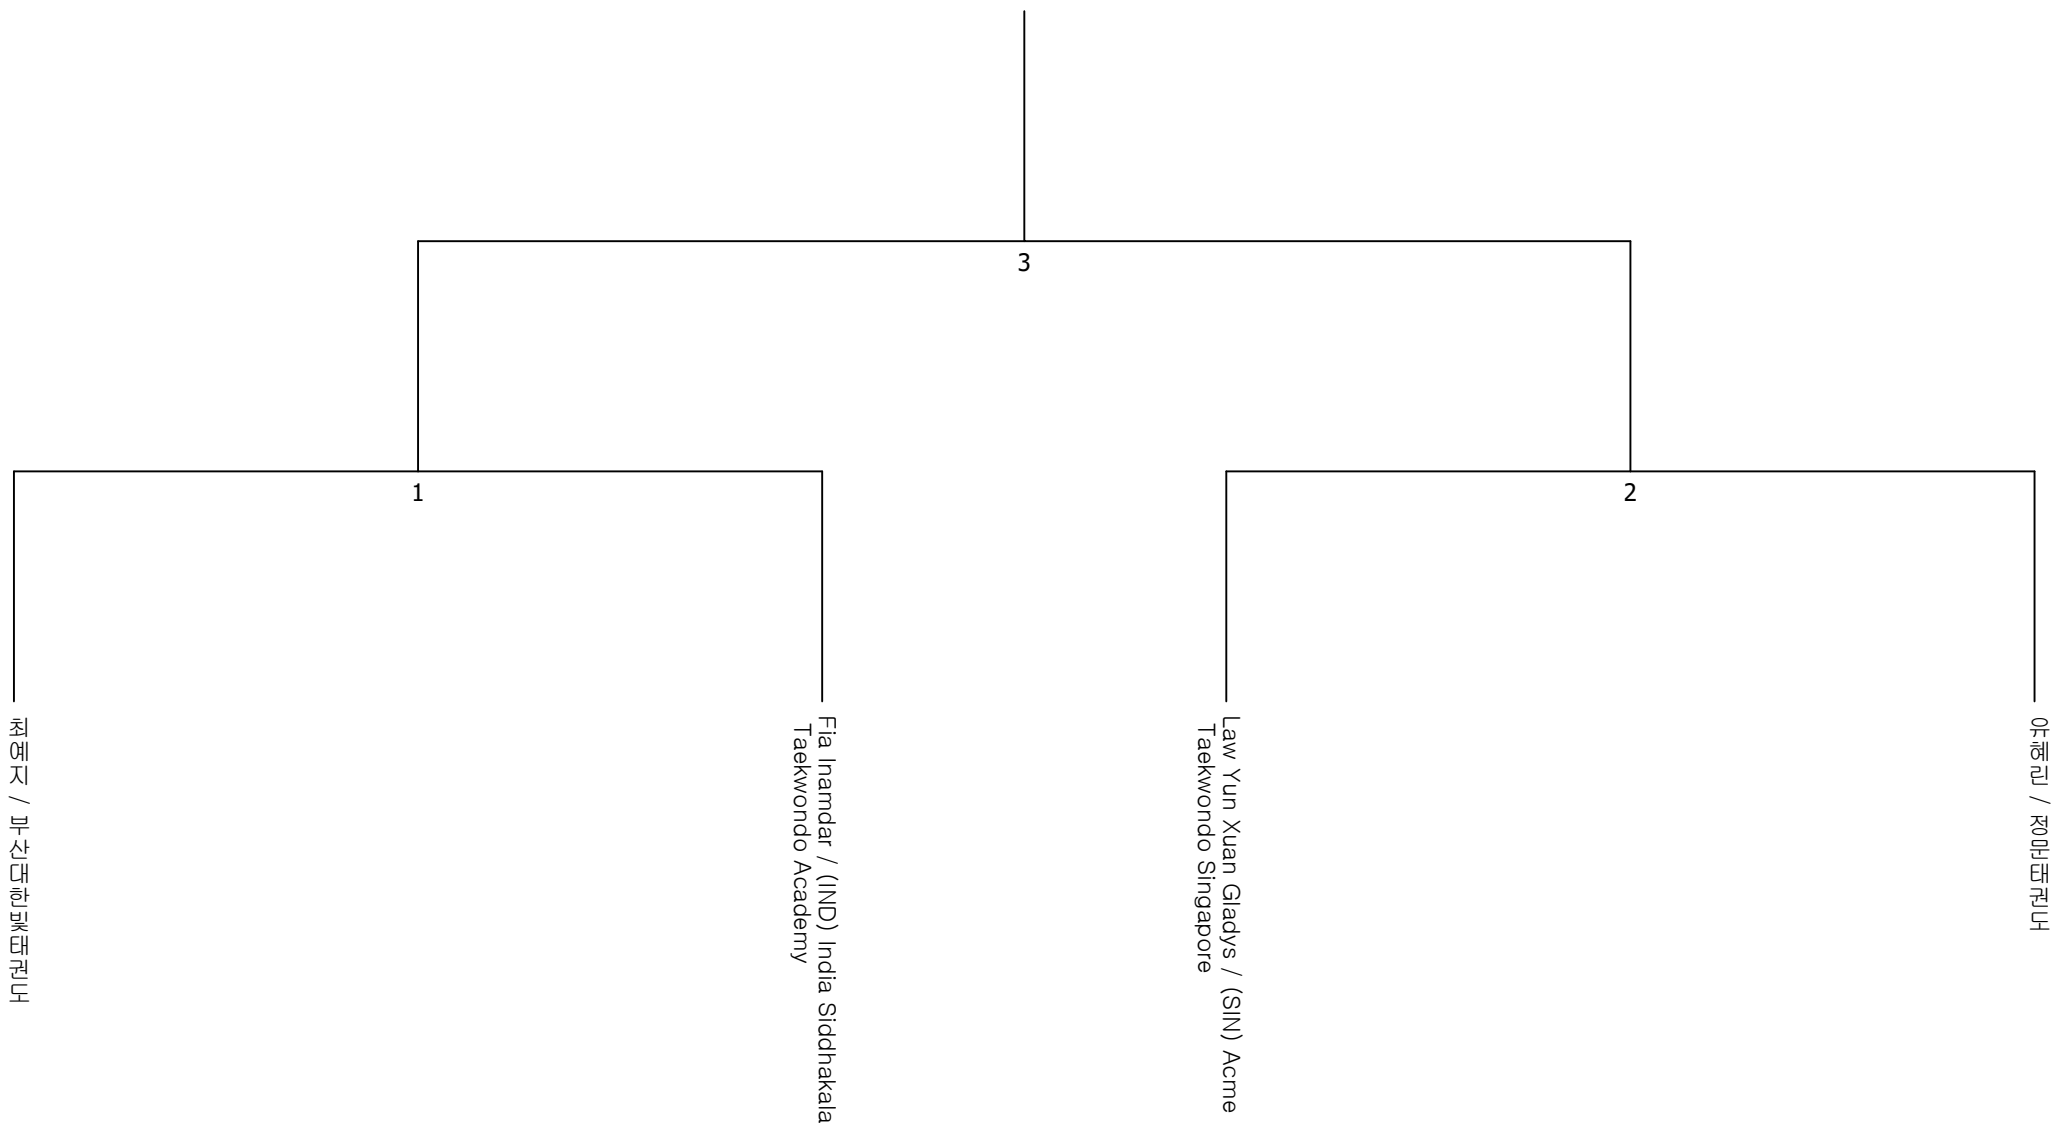 3
1
2
최예지 / 부산대한빛태권도
Fia Inamdar / (IND) India Siddhakala
Taekwondo Academy
Law Yun Xuan Gladys / (SIN) Acme
Taekwondo Singapore
유혜린 / 정문태권도